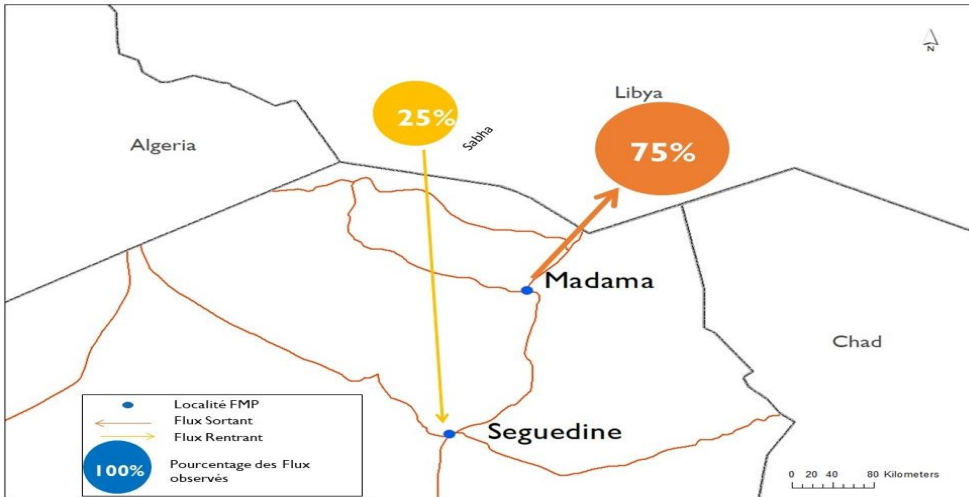 N
Libya
25%
Sabha
Algeria
75%
Madama
Chad
Localité FMP
Flux Sortant
Flux Rentrant
100%
Pourcentage des Flux
observés
Seguedine
0 20 40 80 Kilometers